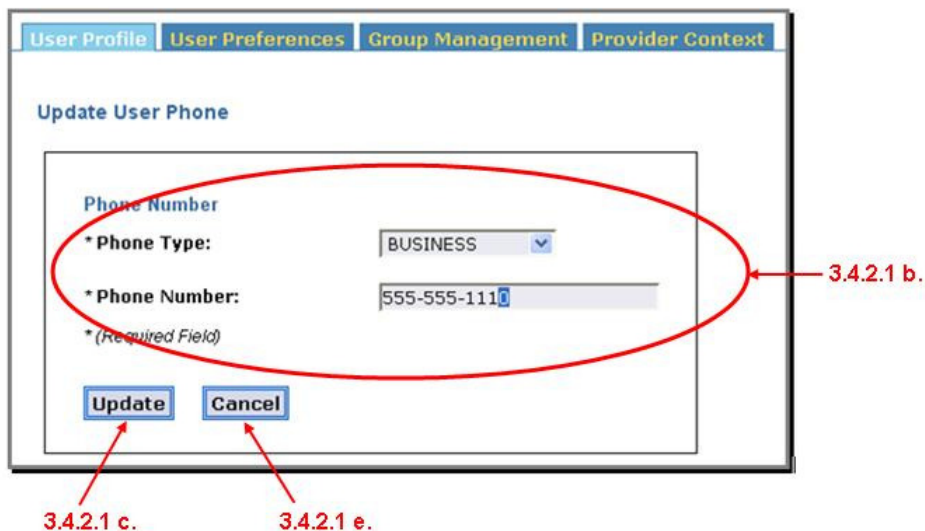 User Profile User Preferences Group Management Provider Context
Update User Phone
Phone Number
* Phone Type: BUSINESS
3.4.2.1 b.
* Phone Number: 555-555-1110
* (Required Field)
Update Cancel
3.4.2.1 c. 3.4.2.1 e.